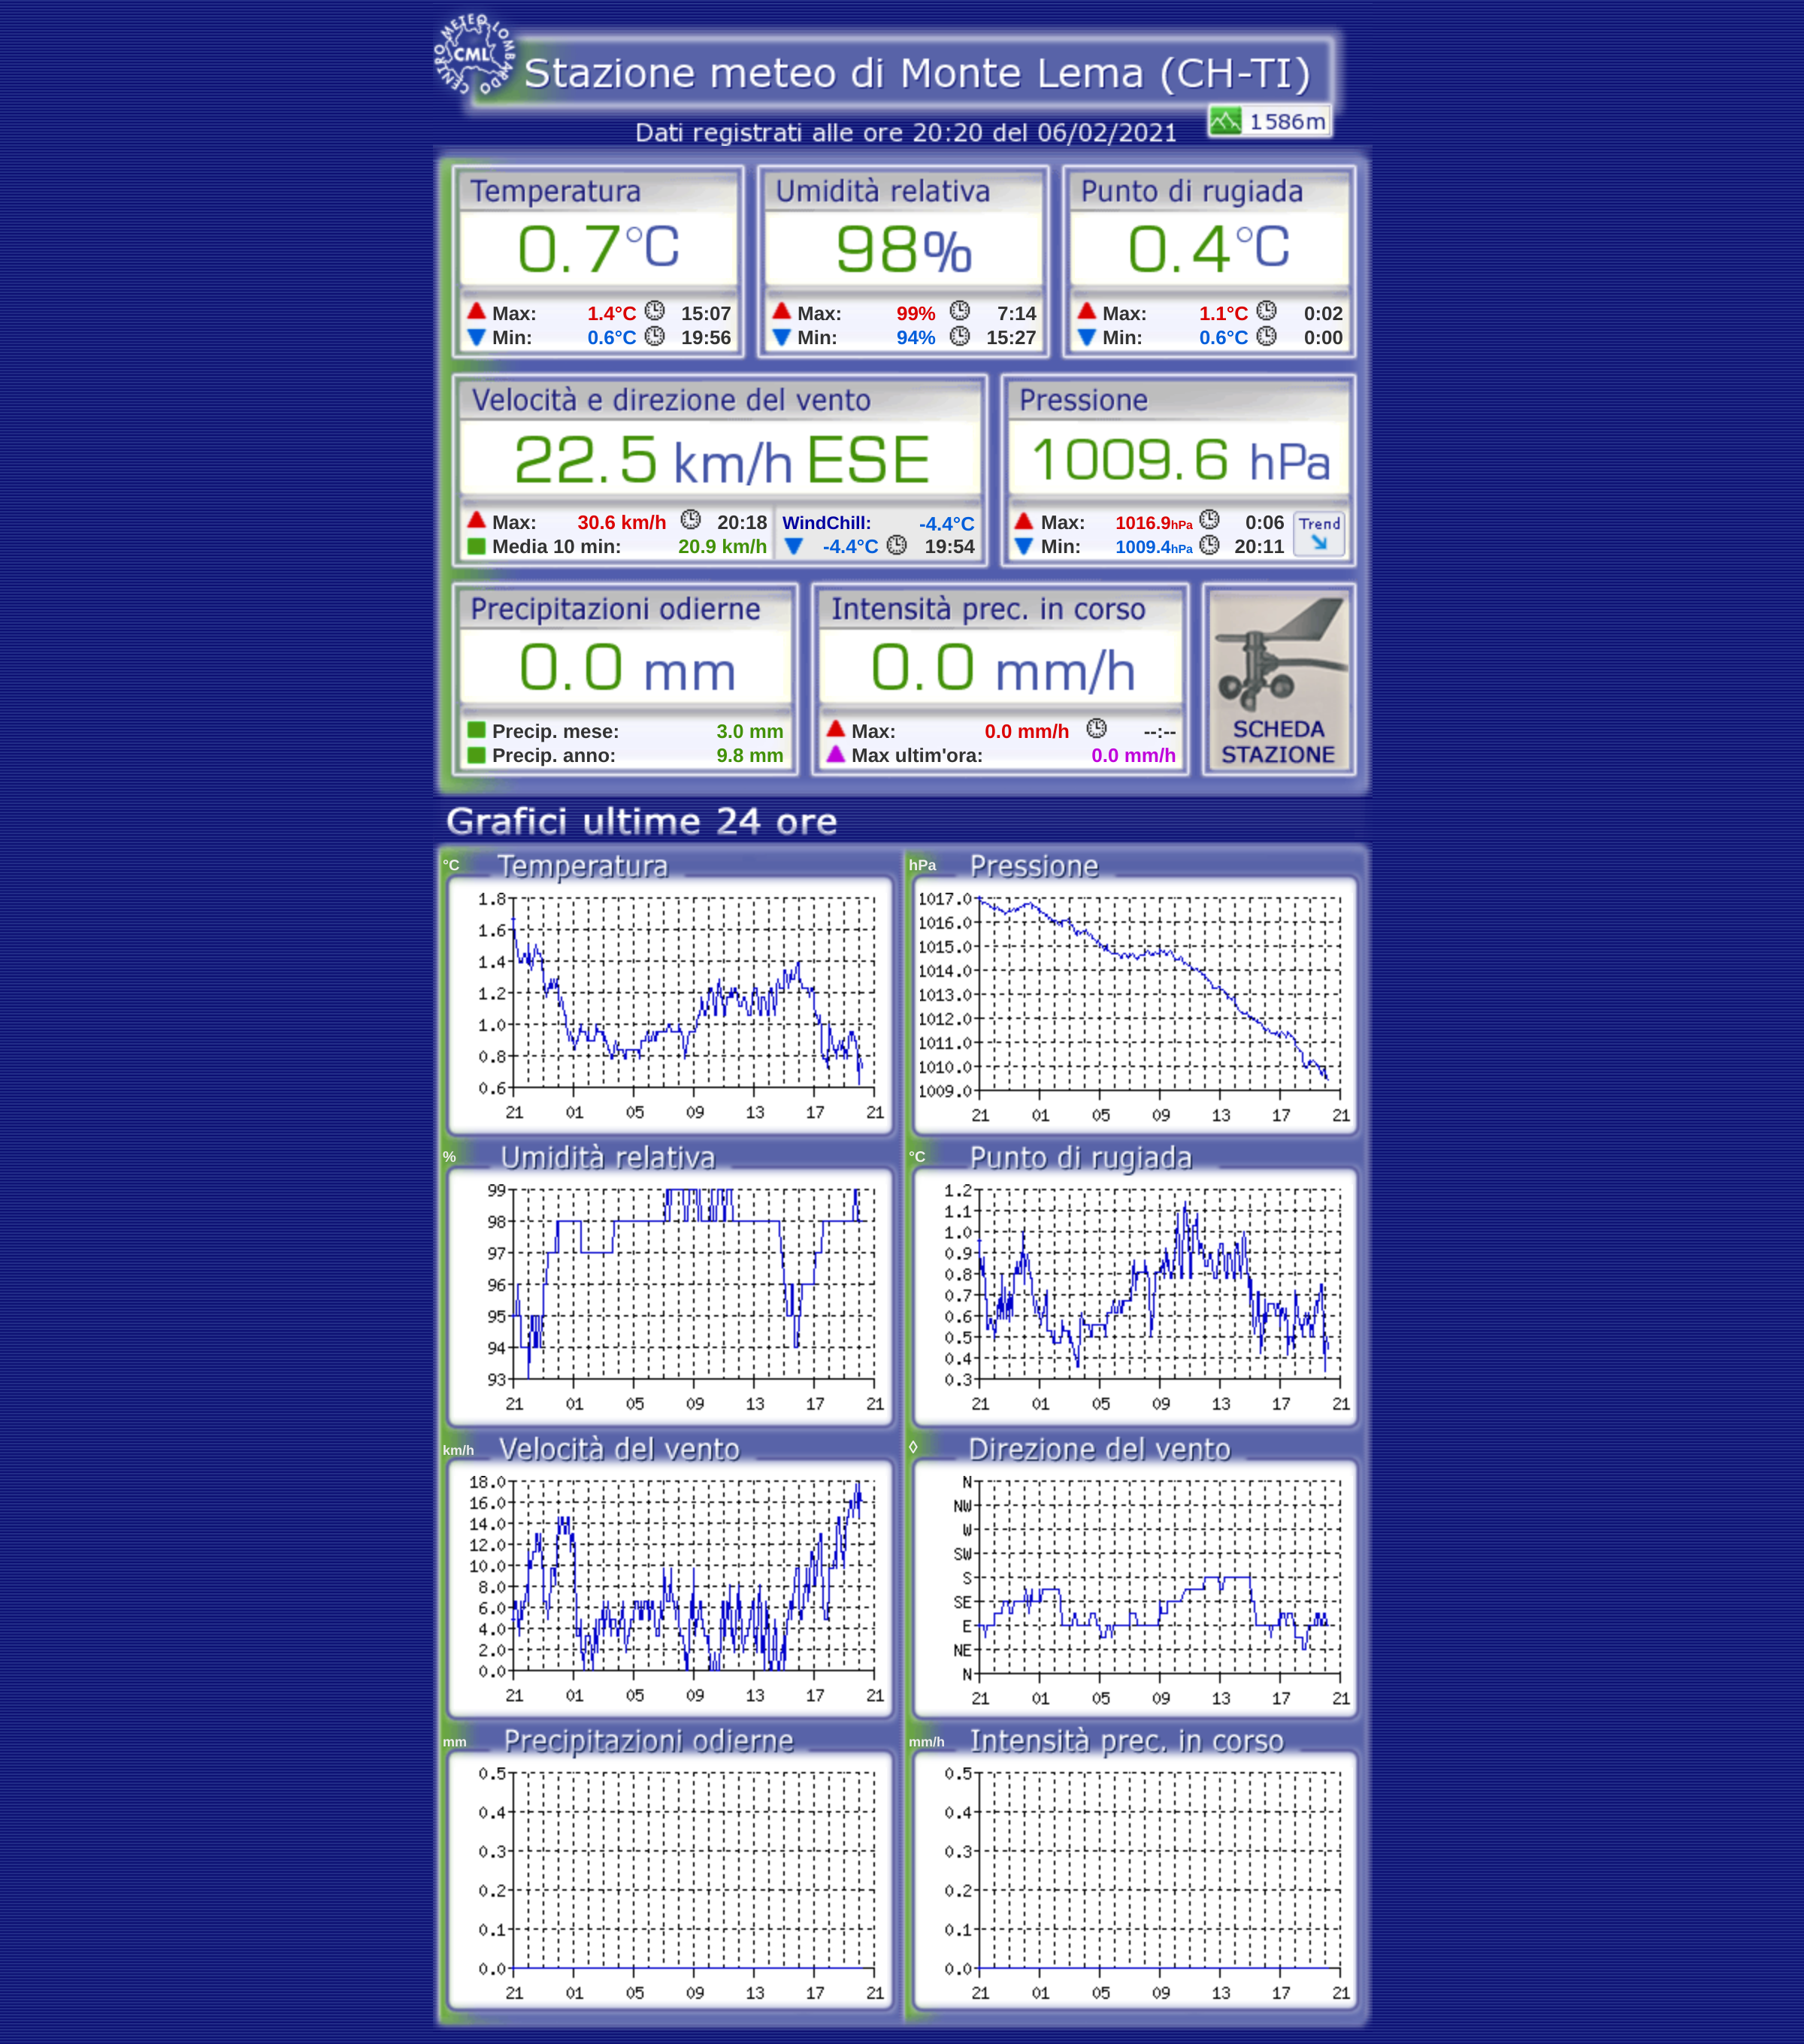 CENTRO METEO LOMBARDO
CML
Stazione meteo di Monte Lema (CH-TI)
1586m
Dati registrati alle ore 20:20 del 06/02/2021
Temperatura
0.7°C
Max: 1.4°C 15:07
Min: 0.6°C 19:56
Umidità relativa
98%
Max: 99% 7:14
Min: 94% 15:27
Punto di rugiada
0.4°C
Max: 1.1°C 0:02
Min: 0.6°C 0:00
Velocità e direzione del vento
22.5 km/h ESE
Max: 30.6 km/h 20:18
Media 10 min: 20.9 km/h
WindChill: -4.4°C
-4.4°C 19:54
Pressione
1009.6 hPa
Max: 1016.9hPa 0:06
Min: 1009.4hPa 20:11
Trend
Precipitazioni odierne
0.0 mm
Precip. mese: 3.0 mm
Precip. anno: 9.8 mm
Intensità prec. in corso
0.0 mm/h
Max: 0.0 mm/h --:--
Max ultim'ora: 0.0 mm/h
SCHEDA
STAZIONE
Grafici ultime 24 ore
°C Temperatura
1.8
1.6
1.4
1.2
1.0
0.8
0.6
21 01 05 09 13 17 21
hPa Pressione
1017.0
1016.0
1015.0
1014.0
1013.0
1012.0
1011.0
1010.0
1009.0
21 01 05 09 13 17 21
% Umidità relativa
99
98
97
96
95
94
93
21 01 05 09 13 17 21
°C Punto di rugiada
1.2
1.1
1.0
0.9
0.8
0.7
0.6
0.5
0.4
0.3
21 01 05 09 13 17 21
km/h Velocità del vento
18.0
16.0
14.0
12.0
10.0
8.0
6.0
4.0
2.0
0.0
21 01 05 09 13 17 21
◊ Direzione del vento
N
NW
W
SW
S
SE
E
NE
N
21 01 05 09 13 17 21
mm Precipitazioni odierne
0.5
0.4
0.3
0.2
0.1
0.0
21 01 05 09 13 17 21
mm/h Intensità prec. in corso
0.5
0.4
0.3
0.2
0.1
0.0
21 01 05 09 13 17 21